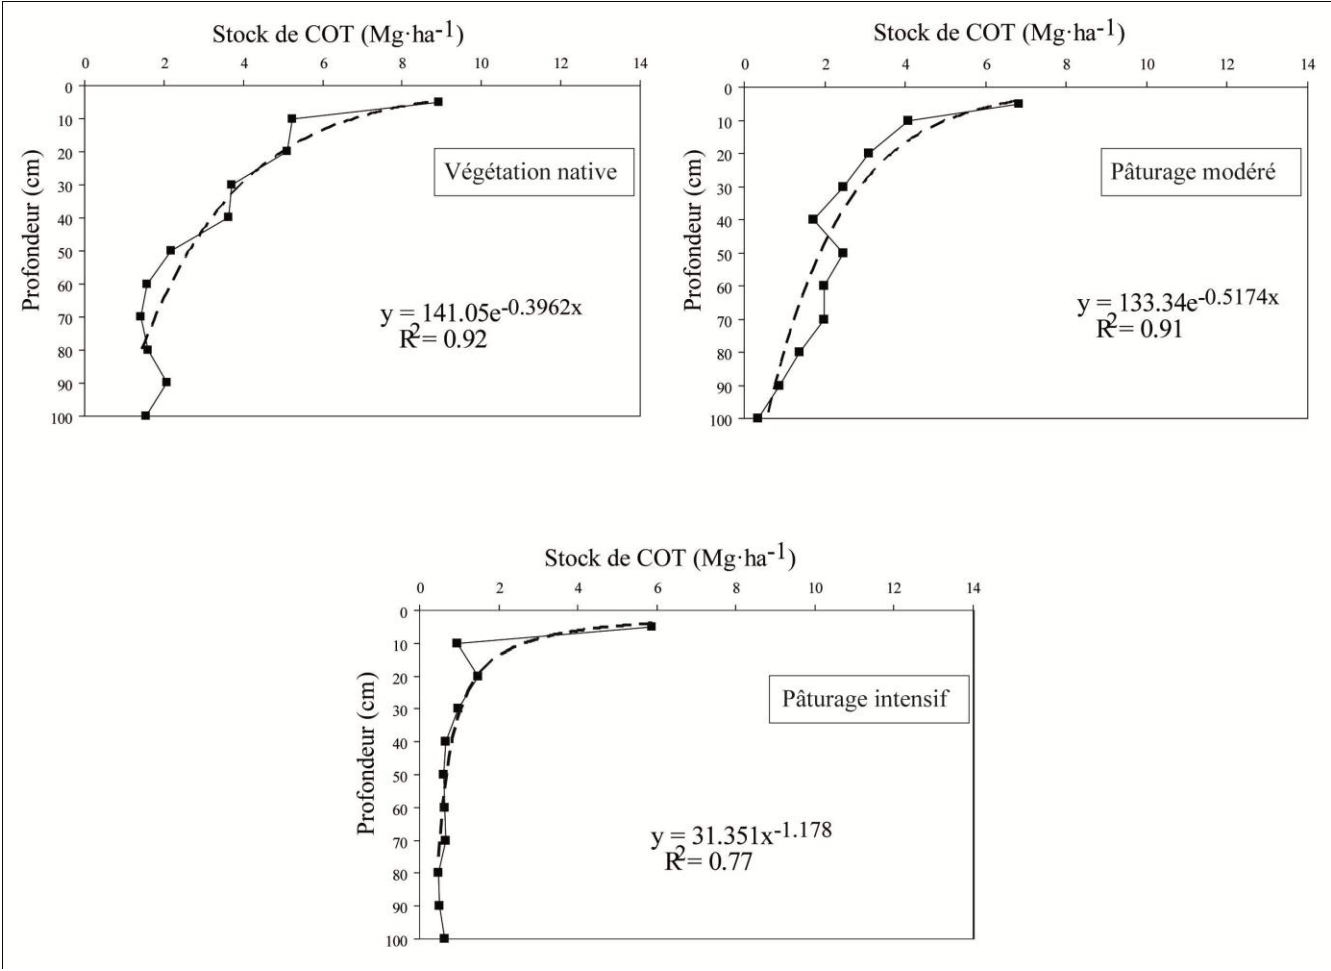 Stock de COT (Mg·ha-1)
0 2 4 6 8 10 12 14
Profondeur (cm)
0
10
20
30
40
50
60
70
80
90
100
Végétation native
y = 141.05e-0.3962x
R2 = 0.92
Stock de COT (Mg·ha-1)
0 2 4 6 8 10 12 14
Profondeur (cm)
0
10
20
30
40
50
60
70
80
90
100
Pâturage modéré
y = 133.34e-0.5174x
R2 = 0.91
Stock de COT (Mg·ha-1)
0 2 4 6 8 10 12 14
Profondeur (cm)
0
10
20
30
40
50
60
70
80
90
100
Pâturage intensif
y = 31.351x-1.178
R2 = 0.77